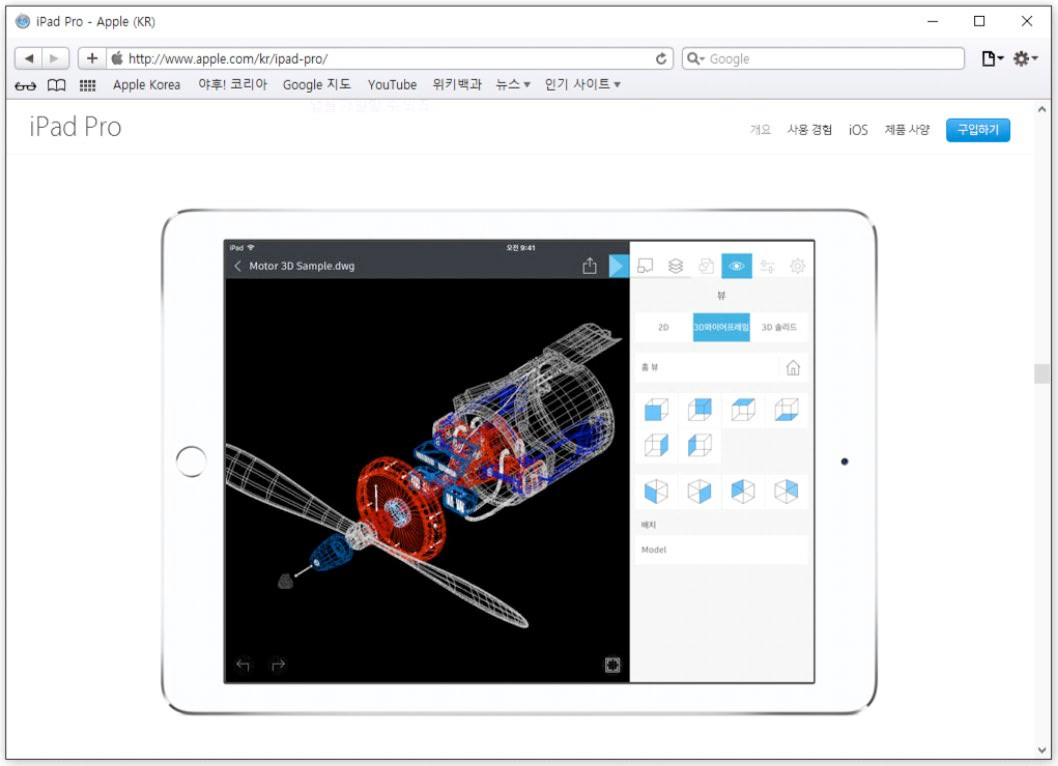 iPad Pro - Apple (KR)
http://www.apple.com/kr/ipad-pro/
Google
Apple Korea 야후! 코리아 Google 지도 YouTube 위키백과 뉴스 인기 사이트
iPad Pro
개요 사용 경험 iOS 제품 사양 구입하기
iPad 오전 9:41
Motor 3D Sample.dwg
뷰
2D 3D와이어프레임 3D 솔리드
홈 뷰
배치
Model